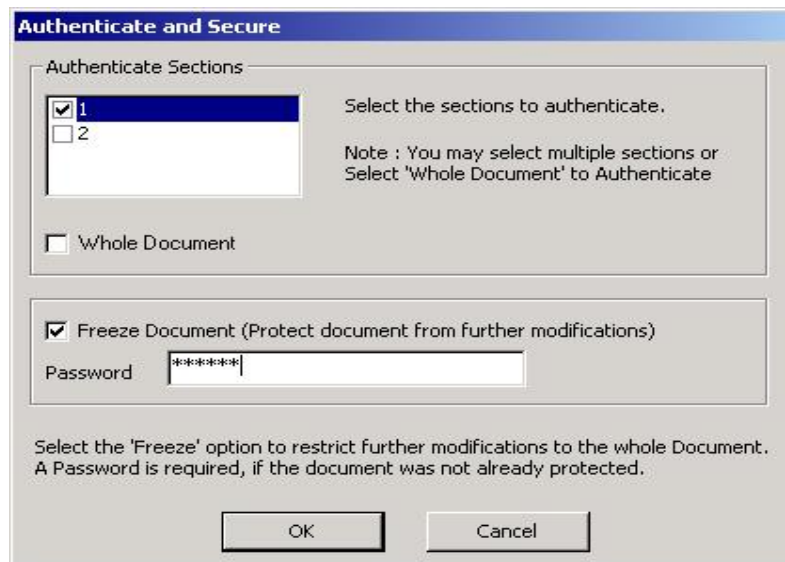 Authenticate and Secure
Authenticate Sections
1
2
Select the sections to authenticate.
Note : You may select multiple sections or
Select 'Whole Document' to Authenticate
Whole Document
Freeze Document (Protect document from further modifications)
Password ******
Select the 'Freeze' option to restrict further modifications to the whole Document.
A Password is required, if the document was not already protected.
OK Cancel